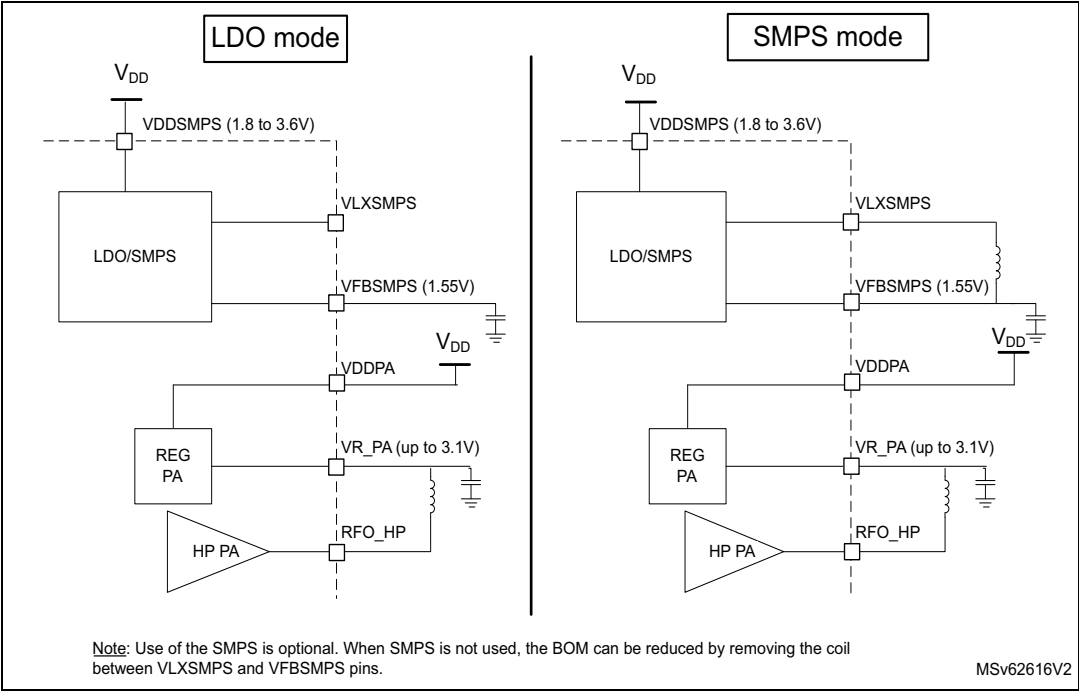 LDO mode
VDD
VDDSMPS (1.8 to 3.6V)
VLXSMPS
LDO/SMPS
VFBSMPS (1.55V)
VDD
VDDPA
REG
PA
VR_PA (up to 3.1V)
HP PA
RFO_HP
SMPS mode
VDD
VDDSMPS (1.8 to 3.6V)
VLXSMPS
LDO/SMPS
VFBSMPS (1.55V)
VDD
VDDPA
REG
PA
VR_PA (up to 3.1V)
HP PA
RFO_HP
Note: Use of the SMPS is optional. When SMPS is not used, the BOM can be reduced by removing the coil
between VLXSMPS and VFBSMPS pins.
MSv62616V2